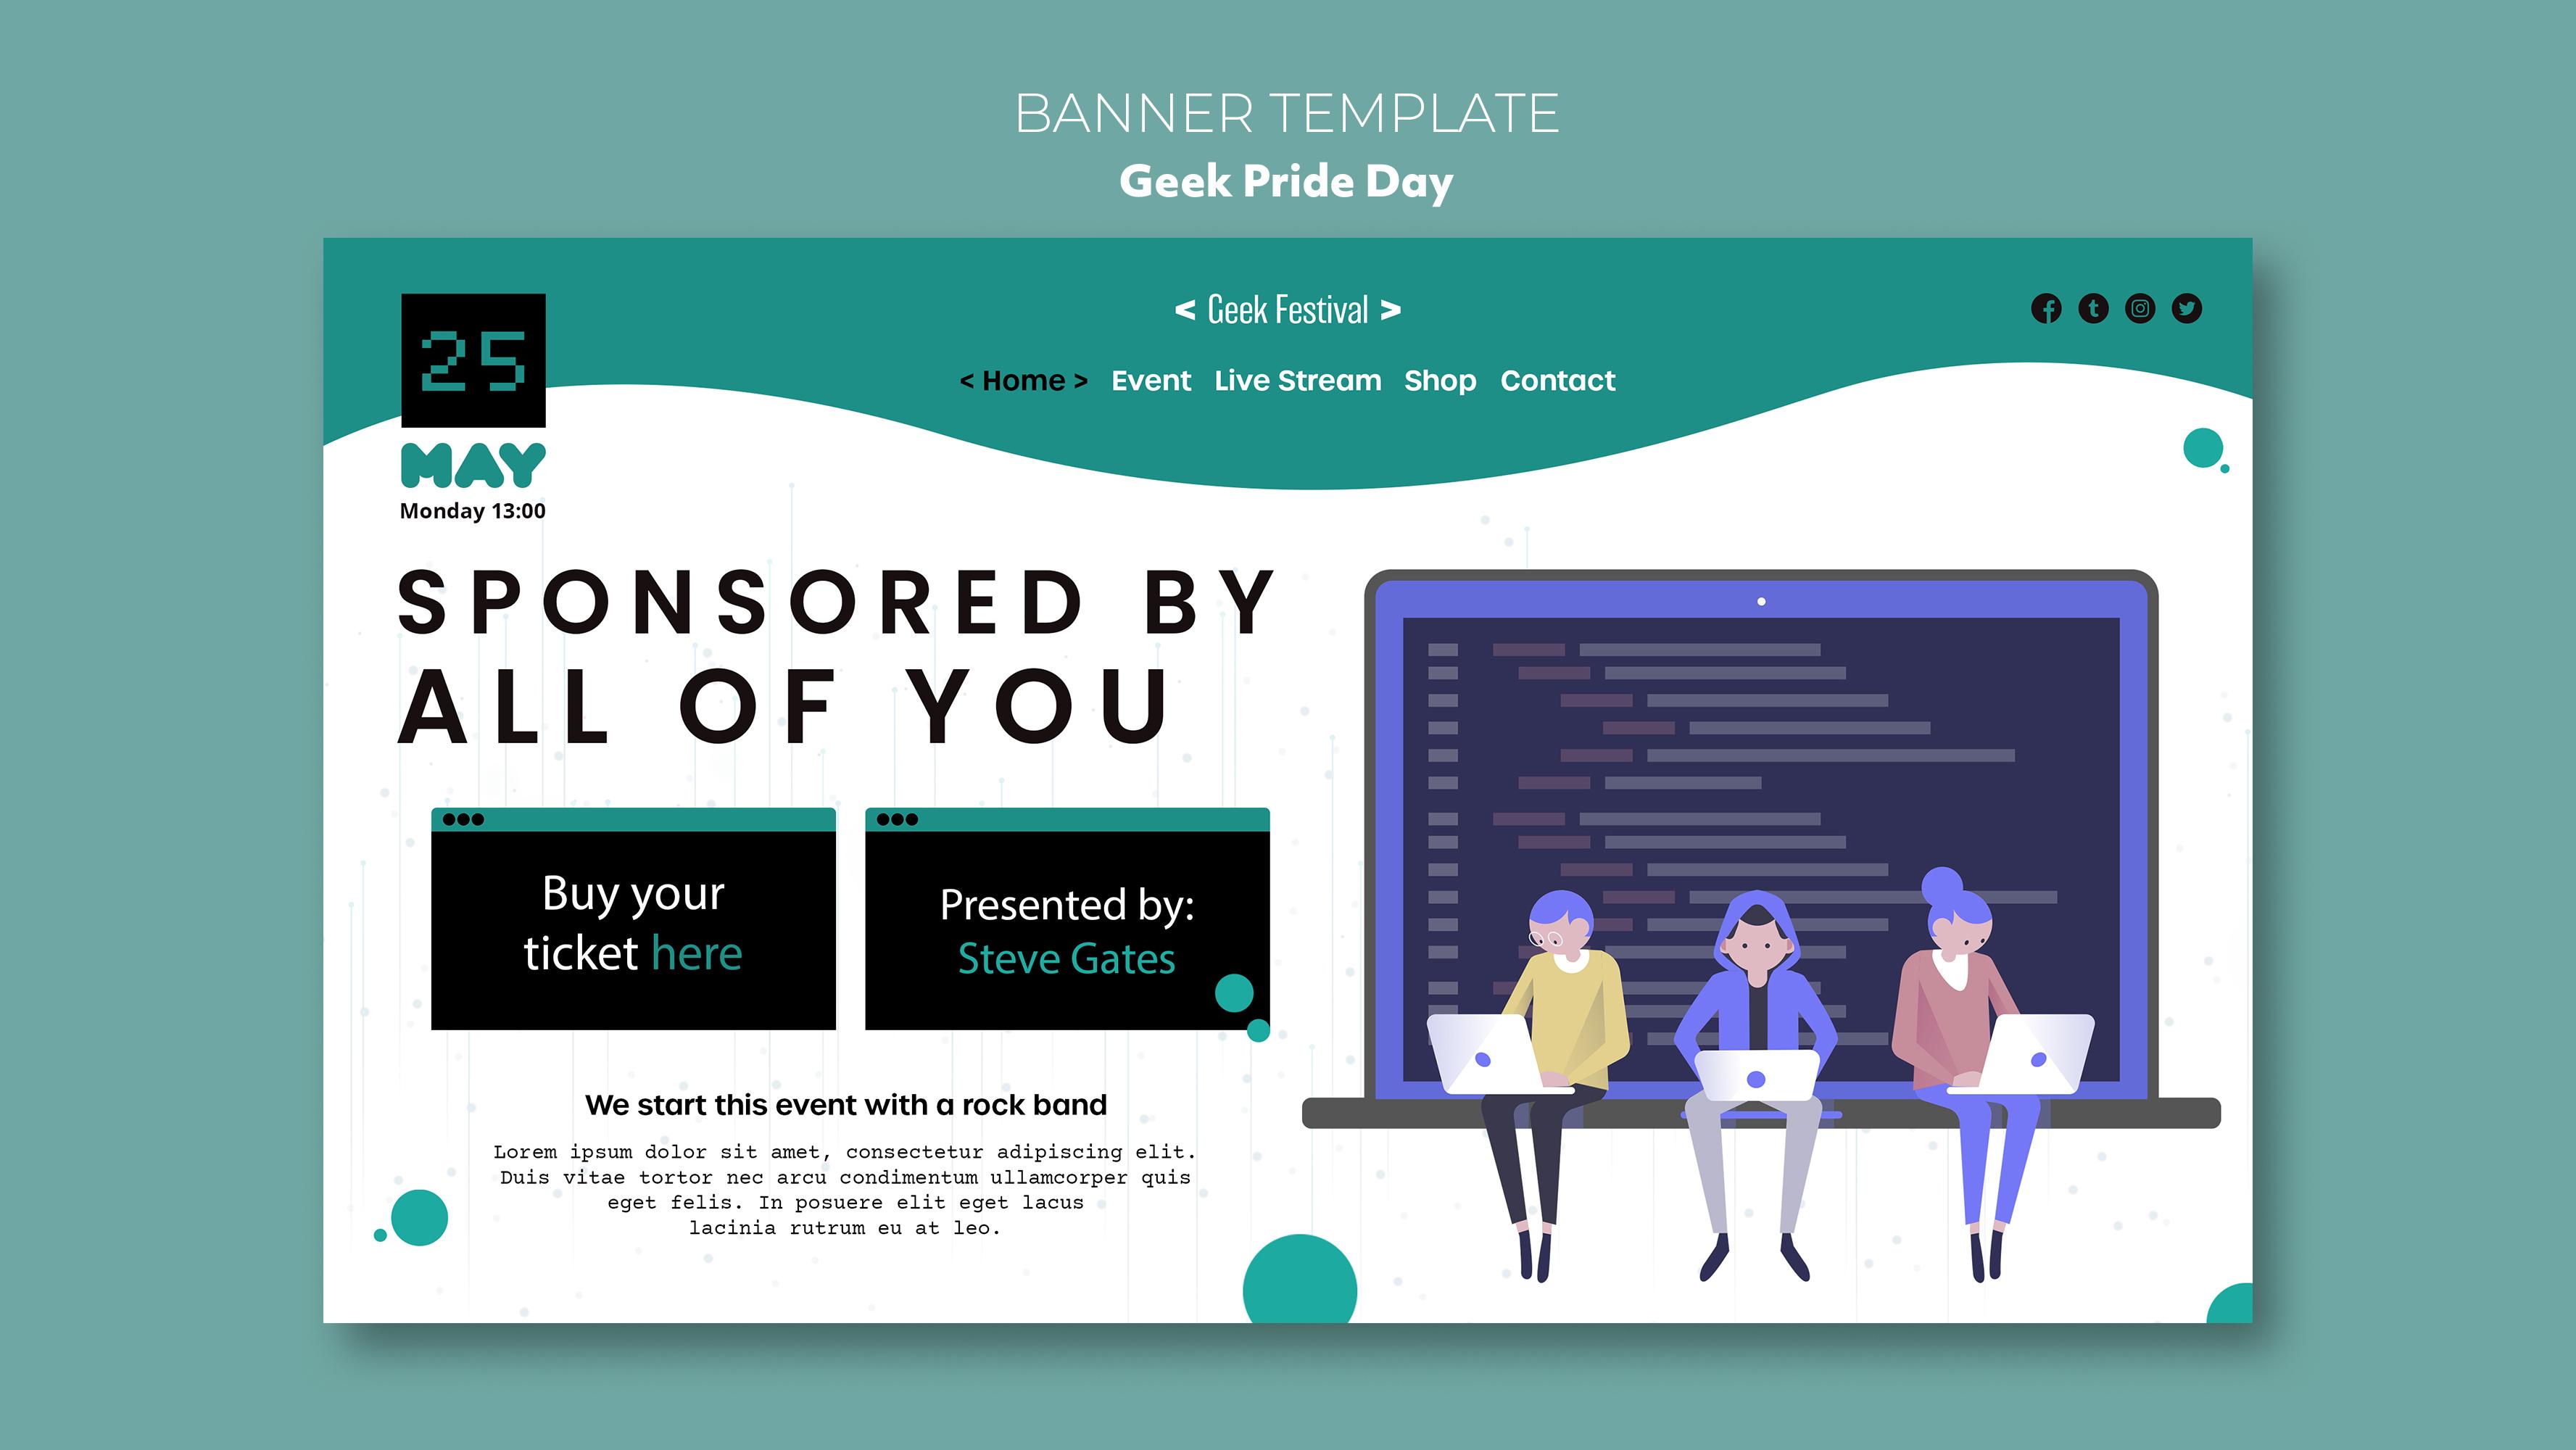 BANNER TEMPLATE
Geek Pride Day
< Geek Festival >
25
< Home > Event Live Stream Shop Contact
MAY
Monday 13:00
SPONSORED BY
ALL OF YOU
Buy your
ticket here
Presented by:
Steve Gates
We start this event with a rock band
Lorem ipsum dolor sit amet, consectetur adipiscing elit.
Duis vitae tortor nec arcu condimentum ullamcorper quis
eget felis. In posuere elit eget lacus
lacinia rutrum eu at leo.